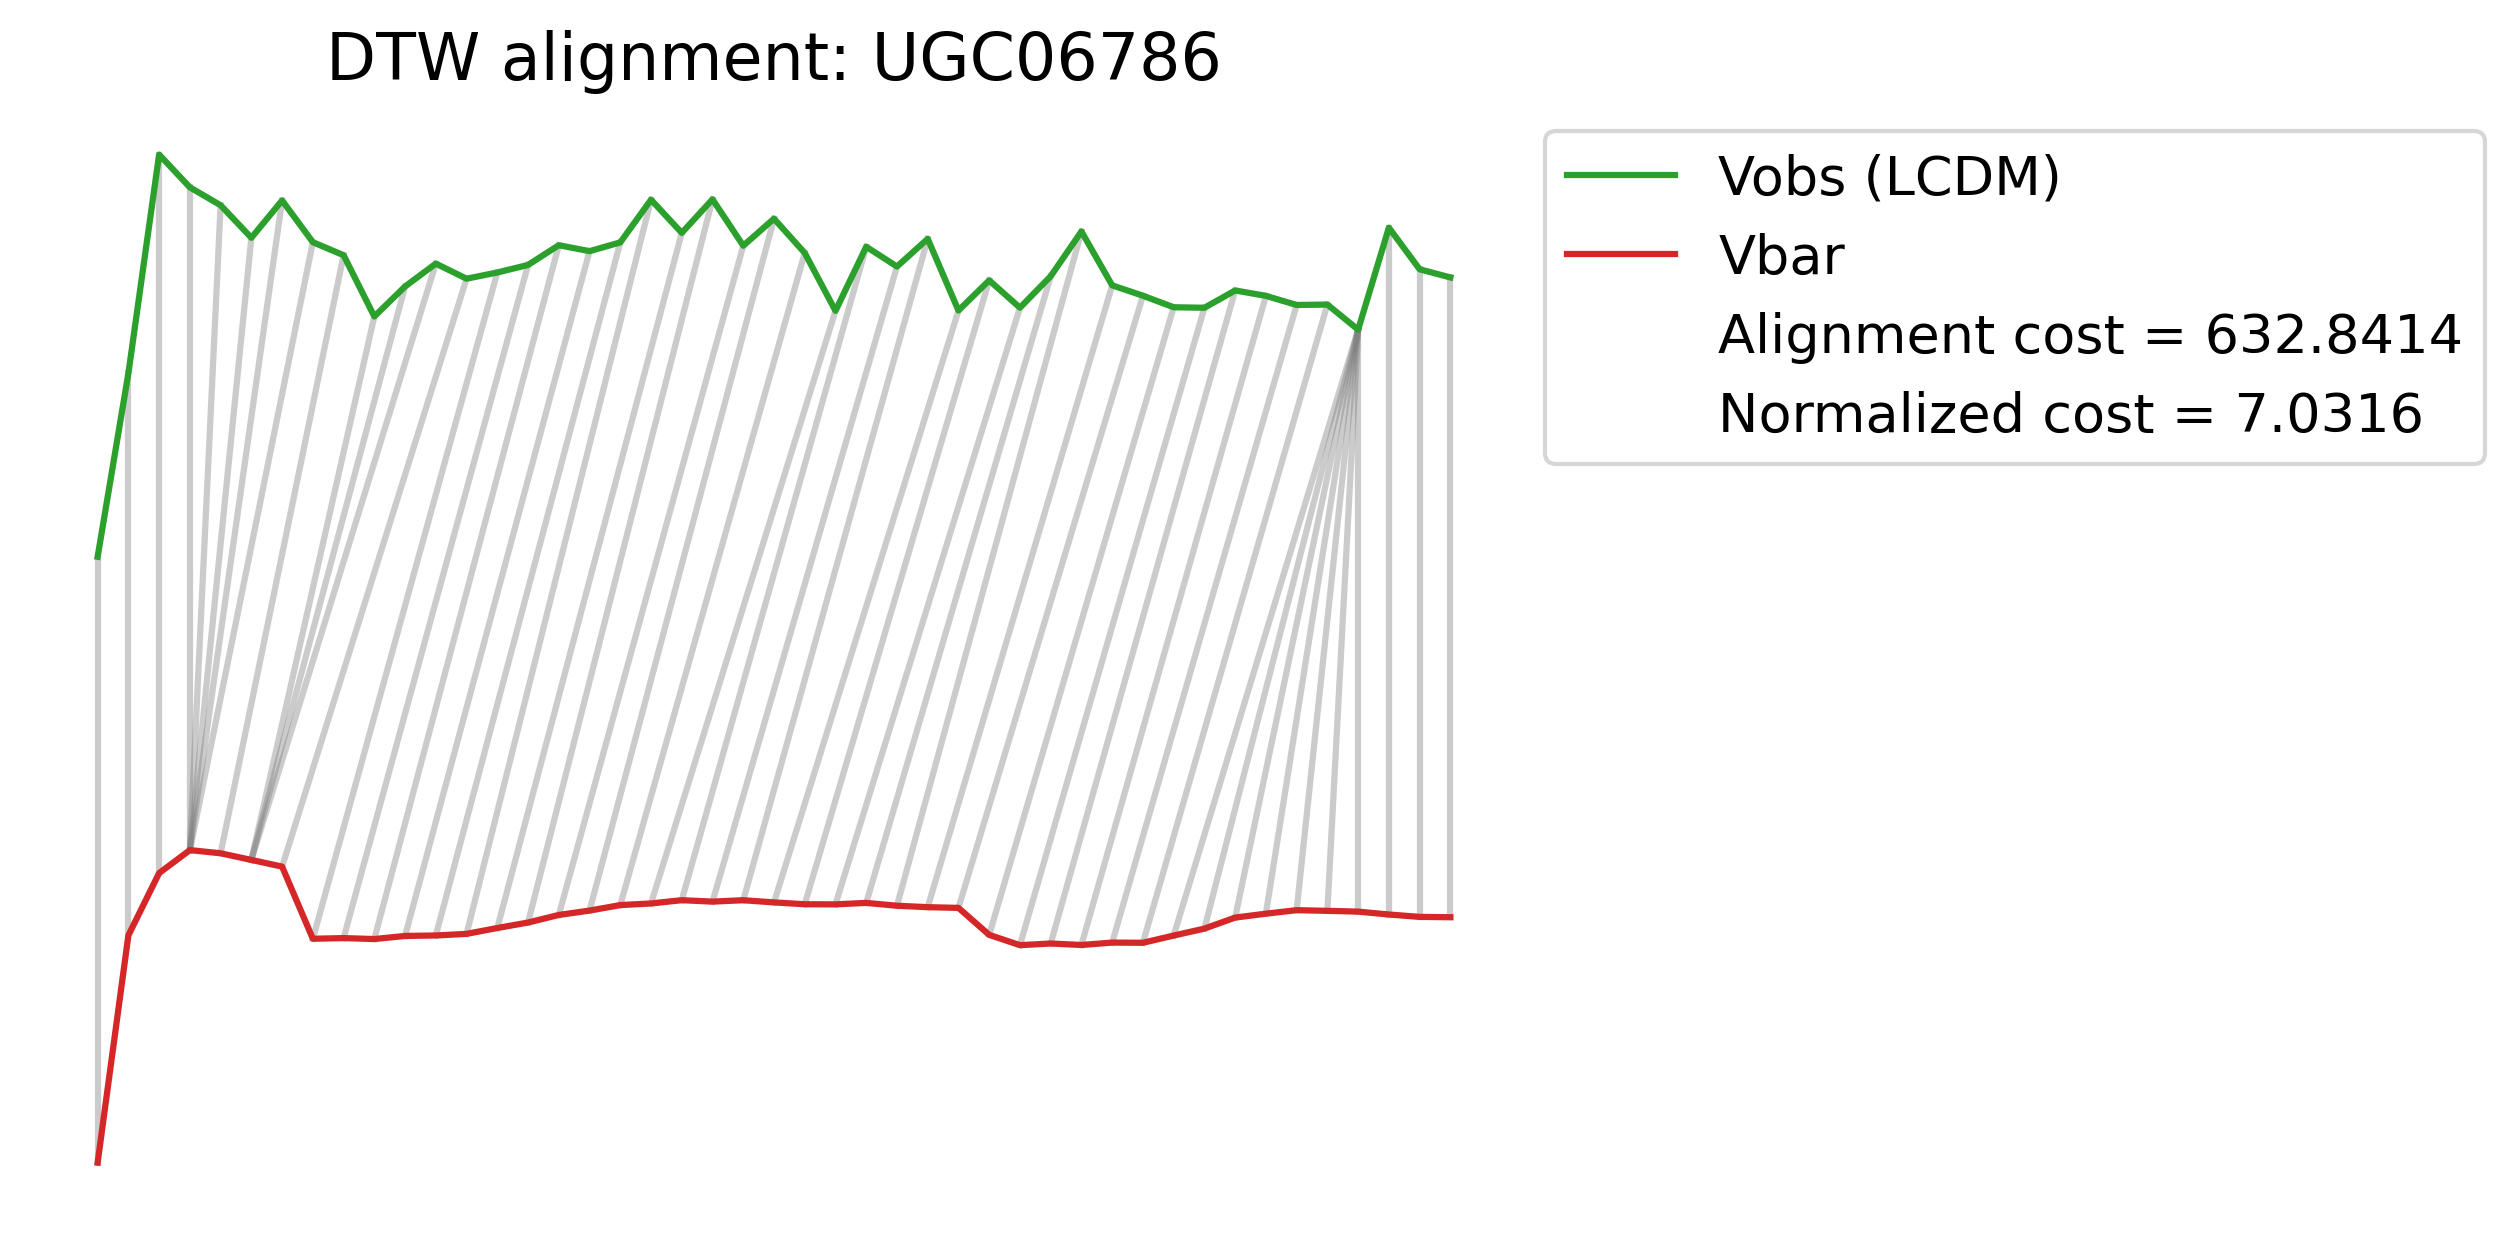 DTW alignment: UGC06786
Vobs (LCDM)
Vbar
Alignment cost = 632.8414
Normalized cost = 7.0316